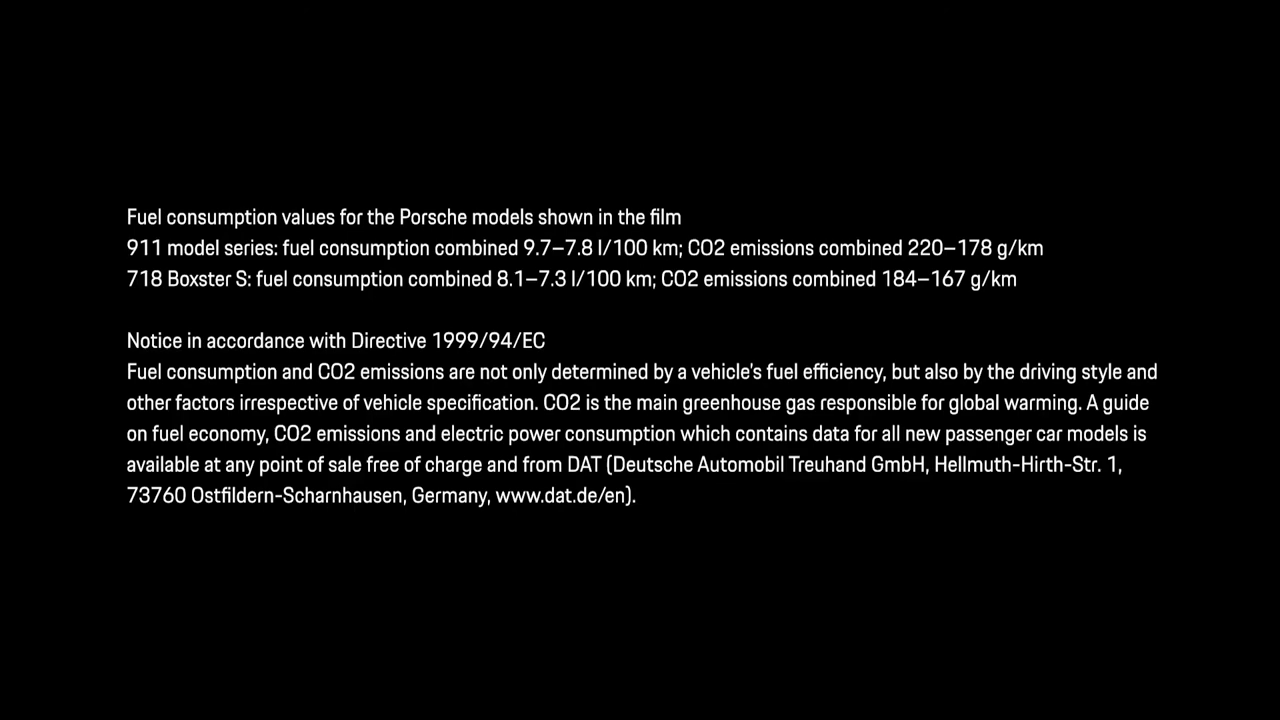 Fuel consumption values for the Porsche models shown in the film
911 model series: fuel consumption combined 9.7–7.8 l/100 km; CO2 emissions combined 220–178 g/km
718 Boxster S: fuel consumption combined 8.1–7.3 l/100 km; CO2 emissions combined 184–167 g/km
Notice in accordance with Directive 1999/94/EC
Fuel consumption and CO2 emissions are not only determined by a vehicle's fuel efficiency, but also by the driving style and
other factors irrespective of vehicle specification. CO2 is the main greenhouse gas responsible for global warming. A guide
on fuel economy, CO2 emissions and electric power consumption which contains data for all new passenger car models is
available at any point of sale free of charge and from DAT (Deutsche Automobil Treuhand GmbH, Hellmuth-Hirth-Str. 1,
73760 Ostfildern-Scharnhausen, Germany, www.dat.de/en).